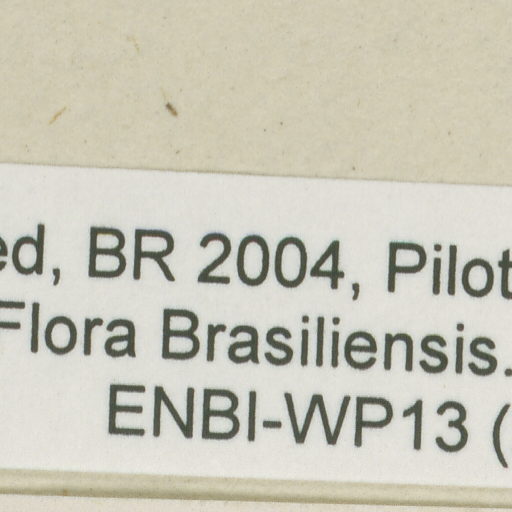 ed, BR 2004, Pilot
Flora Brasiliensis.
ENBI-WP13 (